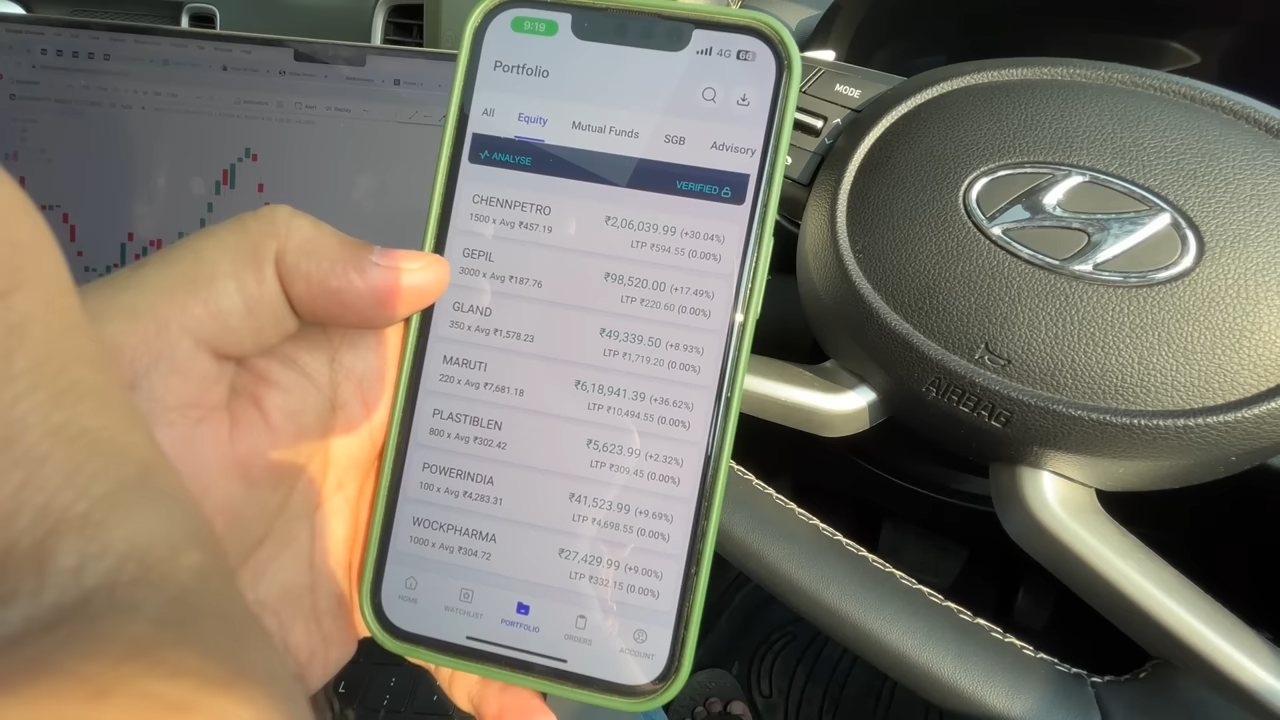 9:19
4G 66
Portfolio
All Equity Mutual Funds SGB Advisory
ANALYSE VERIFIED
CHENNPETRO ₹2,06,039.99 (+30.04%)
1500 x Avg ₹457.19 LTP ₹594.55 (0.00%)
GEPIL ₹98,520.00 (+17.49%)
3000 x Avg ₹187.76 LTP ₹220.60 (0.00%)
GLAND ₹49,339.50 (+8.93%)
350 x Avg ₹1,578.23 LTP ₹1,719.20 (0.00%)
MARUTI ₹6,18,941.39 (+36.62%)
220 x Avg ₹7,681.18 LTP ₹10,494.55 (0.00%)
PLASTIBLEN ₹5,623.99 (+2.32%)
800 x Avg ₹302.42 LTP ₹309.45 (0.00%)
POWERINDIA ₹41,523.99 (+9.69%)
100 x Avg ₹4,283.31 LTP ₹4,698.55 (0.00%)
WOCKPHARMA ₹27,429.99 (+9.00%)
1000 x Avg ₹304.72 LTP ₹332.15 (0.00%)
HOME WATCHLIST PORTFOLIO ORDERS ACCOUNT
MODE
AIRBAG
L